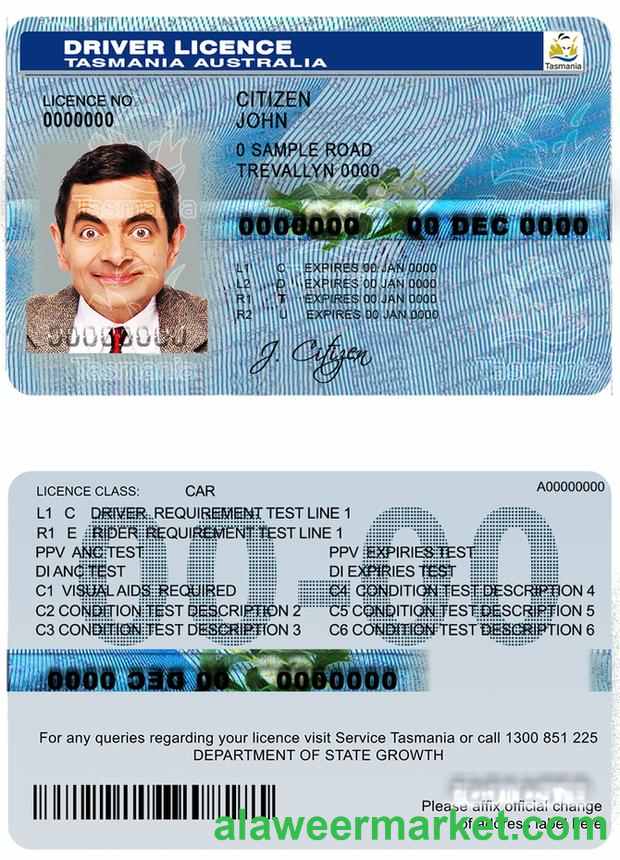 DRIVER LICENCE
TASMANIA AUSTRALIA
Tasmania
LICENCE NO
0000000
CITIZEN
JOHN
0 SAMPLE ROAD
TREVALLYN 0000
Tasmania
0000000 00 DEC 0000
L1 C EXPIRES 00 JAN 0000
L2 D EXPIRES 00 JAN 0000
R1 T EXPIRES 00 JAN 0000
R2 U EXPIRES 00 JAN 0000
00000000
J. Citizen
Tasmania
Tasmania
LICENCE CLASS: CAR
A00000000
L1 C DRIVER REQUIREMENT TEST LINE 1
R1 E RIDER REQUIREMENT TEST LINE 1
PPV ANC TEST PPV EXPIRIES TEST
DI ANC TEST DI EXPIRIES TEST
C1 VISUAL AIDS REQUIRED C4 CONDITION TEST DESCRIPTION 4
C2 CONDITION TEST DESCRIPTION 2 C5 CONDITION TEST DESCRIPTION 5
C3 CONDITION TEST DESCRIPTION 3 C6 CONDITION TEST DESCRIPTION 6
00-00
0000 DEC 00 0000000
For any queries regarding your licence visit Service Tasmania or call 1300 851 225
DEPARTMENT OF STATE GROWTH
Please affix official change
of address label here
alaweermarket.com